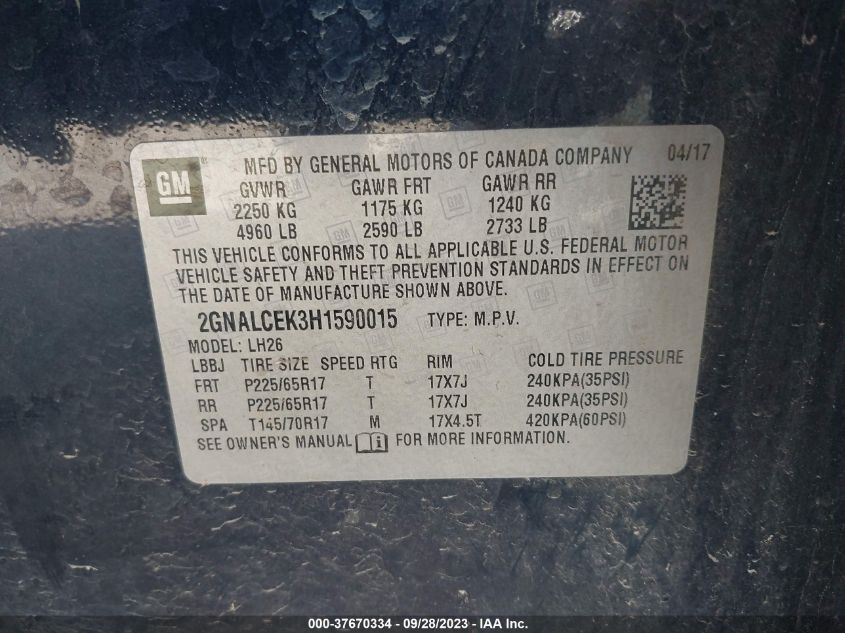 GM ® MFD BY GENERAL MOTORS OF CANADA COMPANY 04/17
GVWR GAWR FRT GAWR RR
2250 KG 1175 KG 1240 KG
4960 LB 2590 LB 2733 LB
THIS VEHICLE CONFORMS TO ALL APPLICABLE U.S. FEDERAL MOTOR
VEHICLE SAFETY AND THEFT PREVENTION STANDARDS IN EFFECT ON
THE DATE OF MANUFACTURE SHOWN ABOVE.
2GNALCEK3H1590015 TYPE: M.P.V.
MODEL: LH26
LBBJ TIRE SIZE SPEED RTG RIM COLD TIRE PRESSURE
FRT P225/65R17 T 17X7J 240KPA(35PSI)
RR P225/65R17 T 17X7J 240KPA(35PSI)
SPA T145/70R17 M 17X4.5T 420KPA(60PSI)
SEE OWNER'S MANUAL FOR MORE INFORMATION.
000-37670334 - 09/28/2023 - IAA Inc.